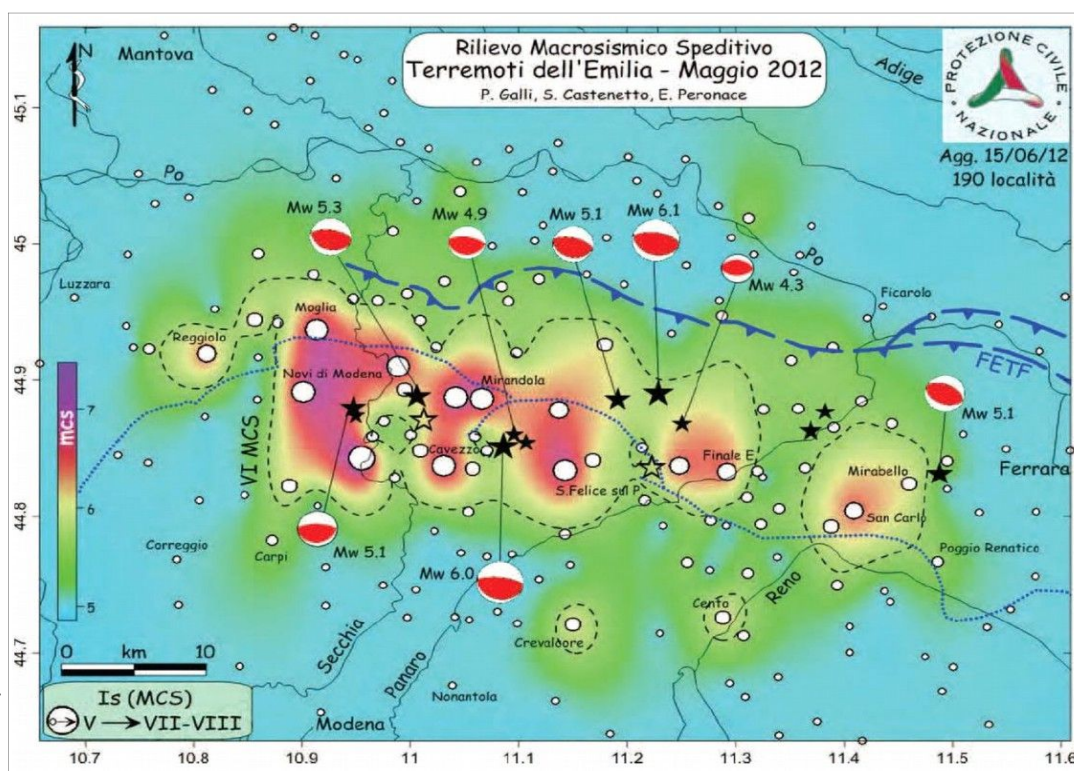 Rilievo Macrosismico Speditivo
Terremoti dell'Emilia - Maggio 2012
P. Galli, S. Castenetto, E. Peronace
PROTEZIONE CIVILE
NAZIONALE
Agg. 15/06/12
190 località
N
Mantova
Adige
Po
Mw 5.3
Mw 4.9
Mw 5.1
Mw 6.1
Mw 4.3
Po
Luzzara
Ficarolo
Moglia
Reggiolo
FETF
Novi di Modena
Mirandola
Mw 5.1
VI MCS
Cavezzo
Finale E.
Mirabello
Ferrara
S.Felice sul P.
San Carlo
Correggio
Carpi
Mw 5.1
Poggio Renatico
Mw 6.0
Reno
Cento
Crevalcore
Secchia
Panaro
Nonantola
Modena
mcs
7
6
5
0 km 10
Is (MCS)
V VII-VIII
45.1
45
44.9
44.8
44.7
10.7 10.8 10.9 11 11.1 11.2 11.3 11.4 11.5 11.6